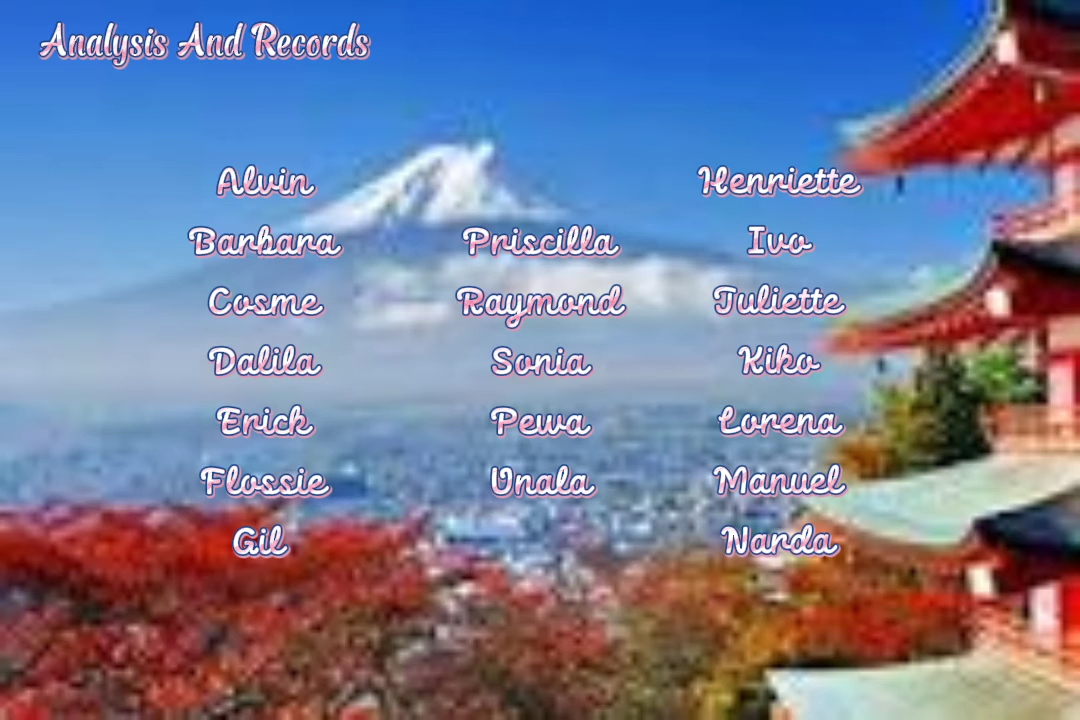 Analysis And Records
Alvin
Barbara
Cosme
Dalila
Erick
Flossie
Gil
Priscilla
Raymond
Sonia
Pewa
Unala
Henriette
Ivo
Juliette
Kiko
Lorena
Manuel
Narda